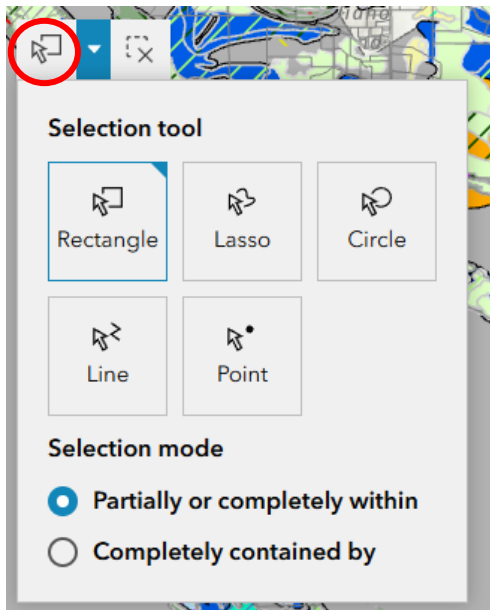 Selection tool
Rectangle
Lasso
Circle
Line
Point
Selection mode
Partially or completely within
Completely contained by